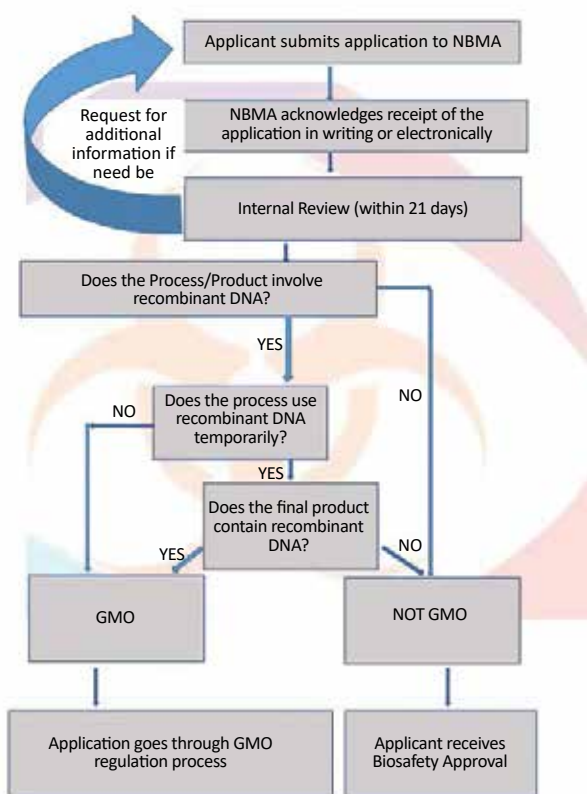 Applicant submits application to NBMA
Request for
additional
information if
need be
NBMA acknowledges receipt of the
application in writing or electronically
Internal Review (within 21 days)
Does the Process/Product involve
recombinant DNA?
YES
NO
Does the process use
recombinant DNA
temporarily?
NO
YES
Does the final product
contain recombinant
DNA?
YES
NO
GMO
NOT GMO
Application goes through GMO
regulation process
Applicant receives
Biosafety Approval